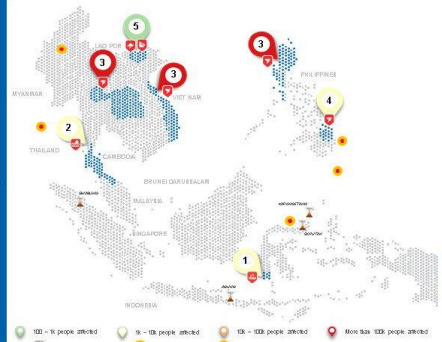 5
LAO PDR
3
3
3
PHILIPPINES
MYANMAR
VIET NAM
4
2
THAILAND
CAMBODIA
BRUNEI DARUSSALAM
MALAYSIA
SINGAPORE
1
INDONESIA
100 - 1k people affected
1k - 10k people affected
10k - 100k people affected
More than 100k people affected